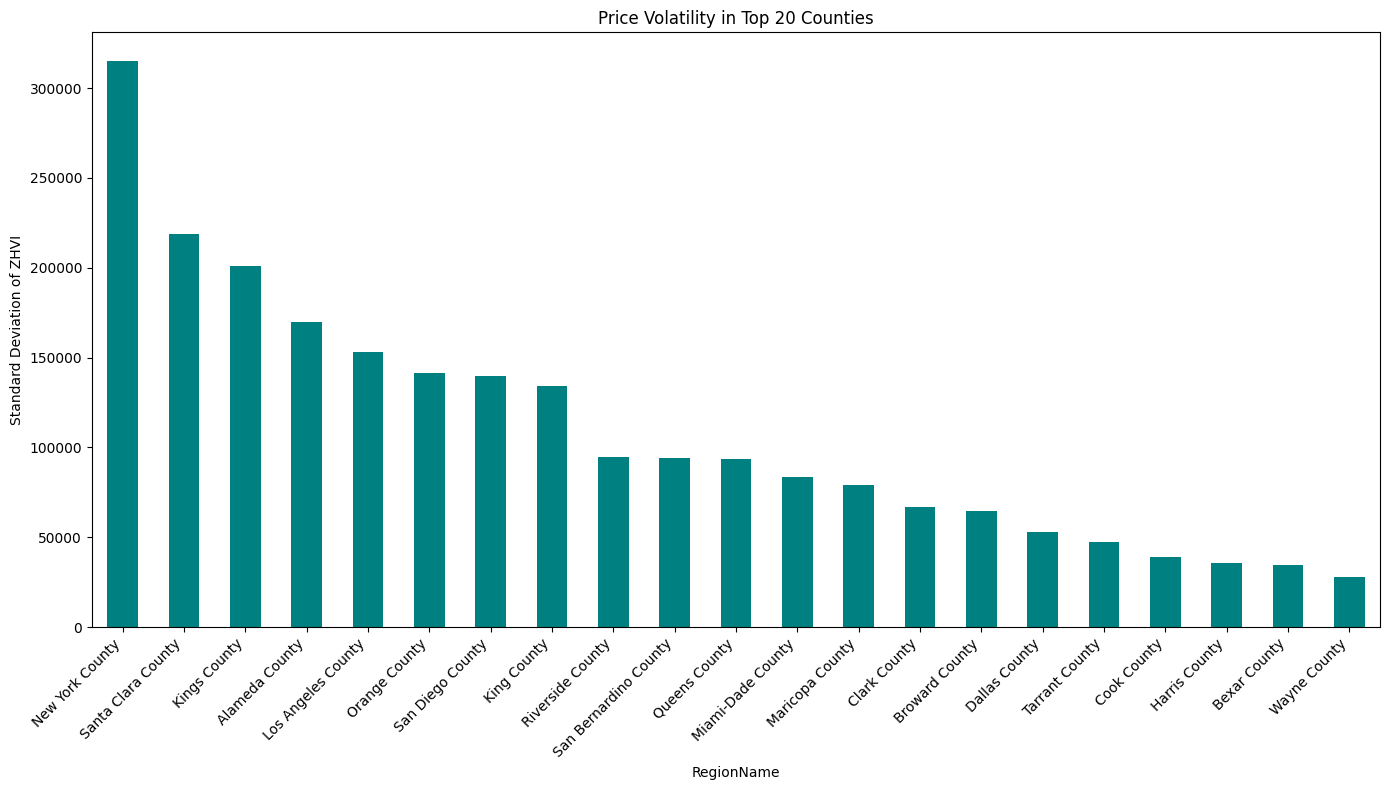 Price Volatility in Top 20 Counties
Standard Deviation of ZHVI
300000
250000
200000
150000
100000
50000
0
New York County
Santa Clara County
Kings County
Alameda County
Los Angeles County
Orange County
San Diego County
King County
Riverside County
San Bernardino County
Queens County
Miami-Dade County
Maricopa County
Clark County
Broward County
Dallas County
Tarrant County
Cook County
Harris County
Bexar County
Wayne County
RegionName